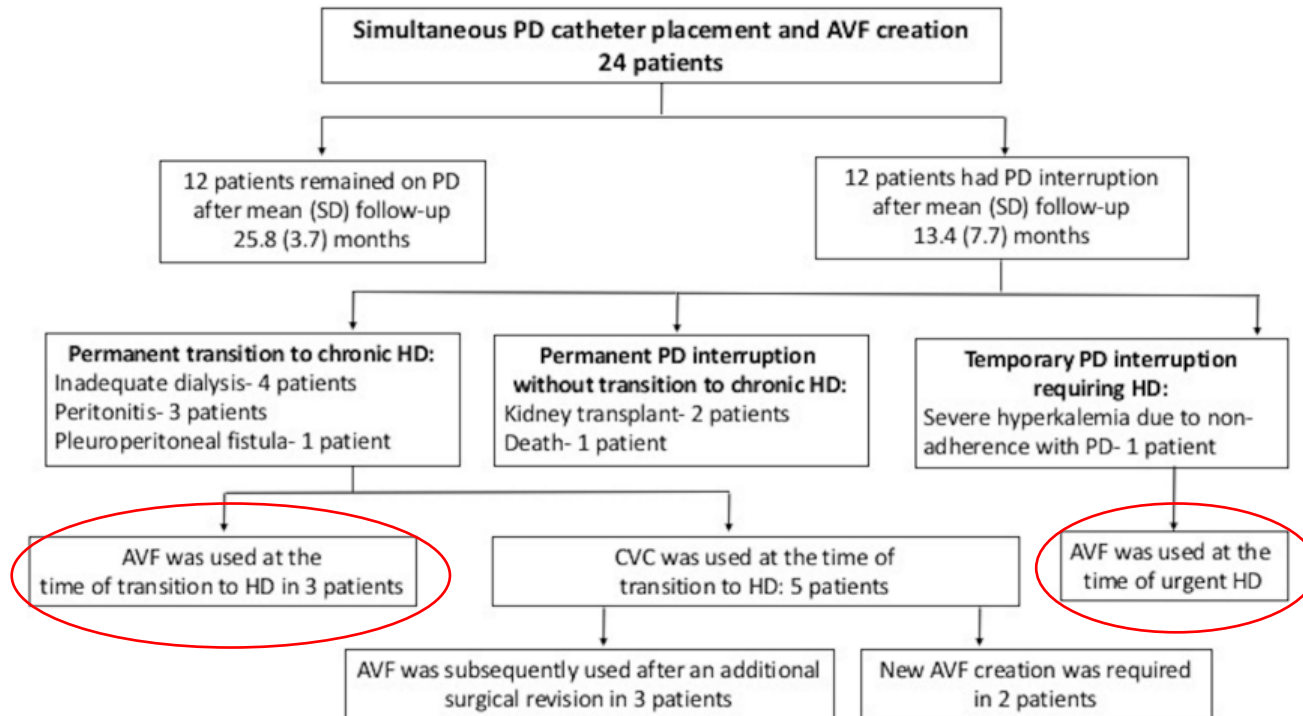 Simultaneous PD catheter placement and AVF creation
24 patients
12 patients remained on PD
after mean (SD) follow-up
25.8 (3.7) months
12 patients had PD interruption
after mean (SD) follow-up
13.4 (7.7) months
Permanent transition to chronic HD:
Inadequate dialysis- 4 patients
Peritonitis- 3 patients
Pleuroperitoneal fistula- 1 patient
Permanent PD interruption
without transition to chronic HD:
Kidney transplant- 2 patients
Death- 1 patient
Temporary PD interruption
requiring HD:
Severe hyperkalemia due to non-
adherence with PD- 1 patient
AVF was used at the
time of transition to HD in 3 patients
CVC was used at the time of
transition to HD: 5 patients
AVF was used at the
time of urgent HD
AVF was subsequently used after an additional
surgical revision in 3 patients
New AVF creation was required
in 2 patients